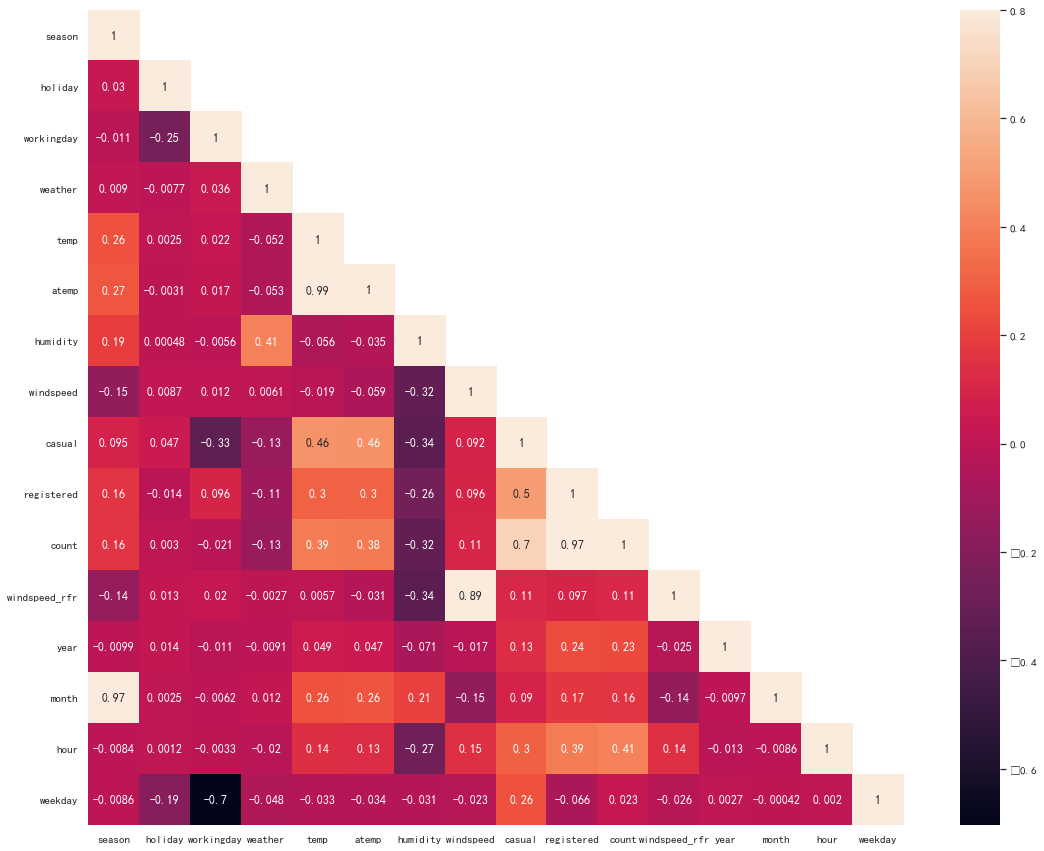 0.8
season 1
holiday 0.03 1
0.6
workingday -0.011 -0.25 1
weather 0.009 -0.0077 0.036 1
0.4
temp 0.26 0.0025 0.022 -0.052 1
atemp 0.27 -0.0031 0.017 -0.053 0.99 1
0.2
humidity 0.19 0.00048 -0.0056 0.41 -0.056 -0.035 1
windspeed -0.15 0.0087 0.012 0.0061 -0.019 -0.059 -0.32 1
casual 0.095 0.047 -0.33 -0.13 0.46 0.46 -0.34 0.092 1
0.0
registered 0.16 -0.014 0.096 -0.11 0.3 0.3 -0.26 0.096 0.5 1
count 0.16 0.003 -0.021 -0.13 0.39 0.38 -0.32 0.11 0.7 0.97 1
□0.2
windspeed_rfr -0.14 0.013 0.02 -0.0027 0.0057 -0.031 -0.34 0.89 0.11 0.097 0.11 1
year -0.0099 0.014 -0.011 -0.0091 0.049 0.047 -0.071 -0.017 0.13 0.24 0.23 -0.025 1
□0.4
month 0.97 0.0025 -0.0062 0.012 0.26 0.26 0.21 -0.15 0.09 0.17 0.16 -0.14 -0.0097 1
hour -0.0084 0.0012 -0.0033 -0.02 0.14 0.13 -0.27 0.15 0.3 0.39 0.41 0.14 -0.013 -0.0086 1
□0.6
weekday -0.0086 -0.19 -0.7 -0.048 -0.033 -0.034 -0.031 -0.023 0.26 -0.066 0.023 -0.026 0.0027 -0.00042 0.002 1
season holiday workingday weather temp atemp humidity windspeed casual registered count windspeed_rfr year month hour weekday